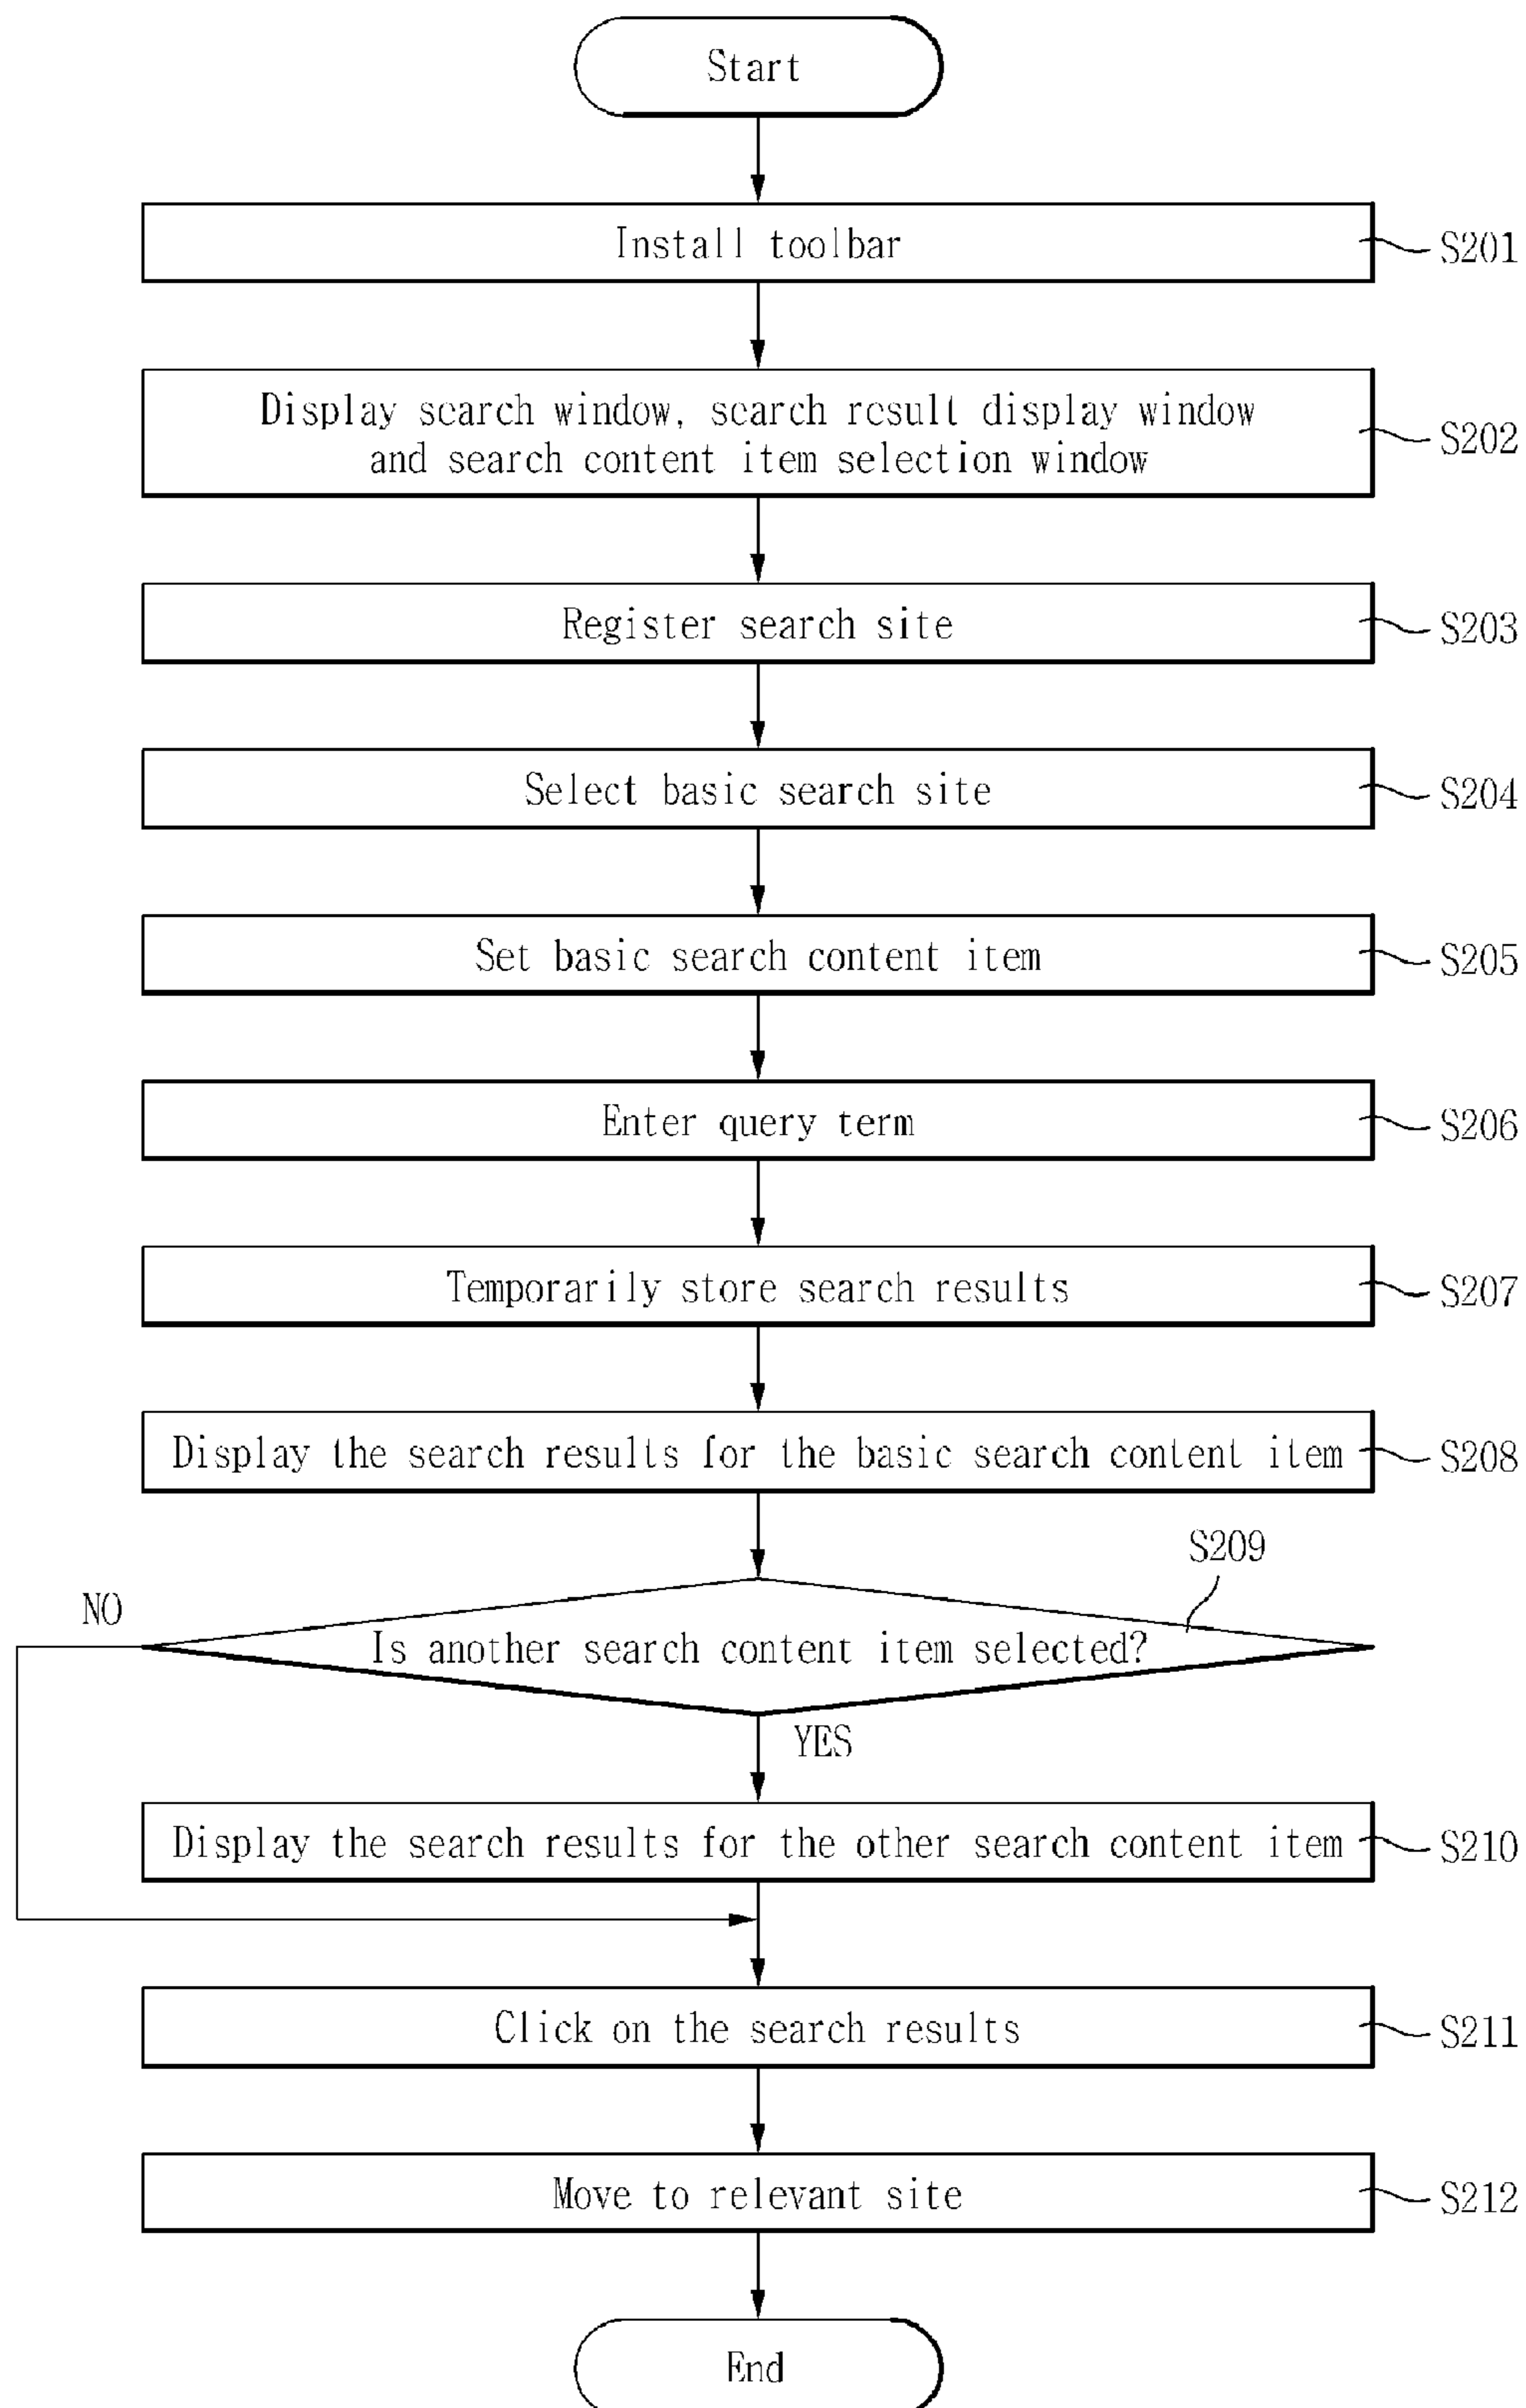 Start
Install toolbar
S201
Display search window, search result display window
and search content item selection window
S202
Register search site
S203
Select basic search site
S204
Set basic search content item
S205
Enter query term
S206
Temporarily store search results
S207
Display the search results for the basic search content item
S208
S209
NO
Is another search content item selected?
YES
Display the search results for the other search content item
S210
Click on the search results
S211
Move to relevant site
S212
End